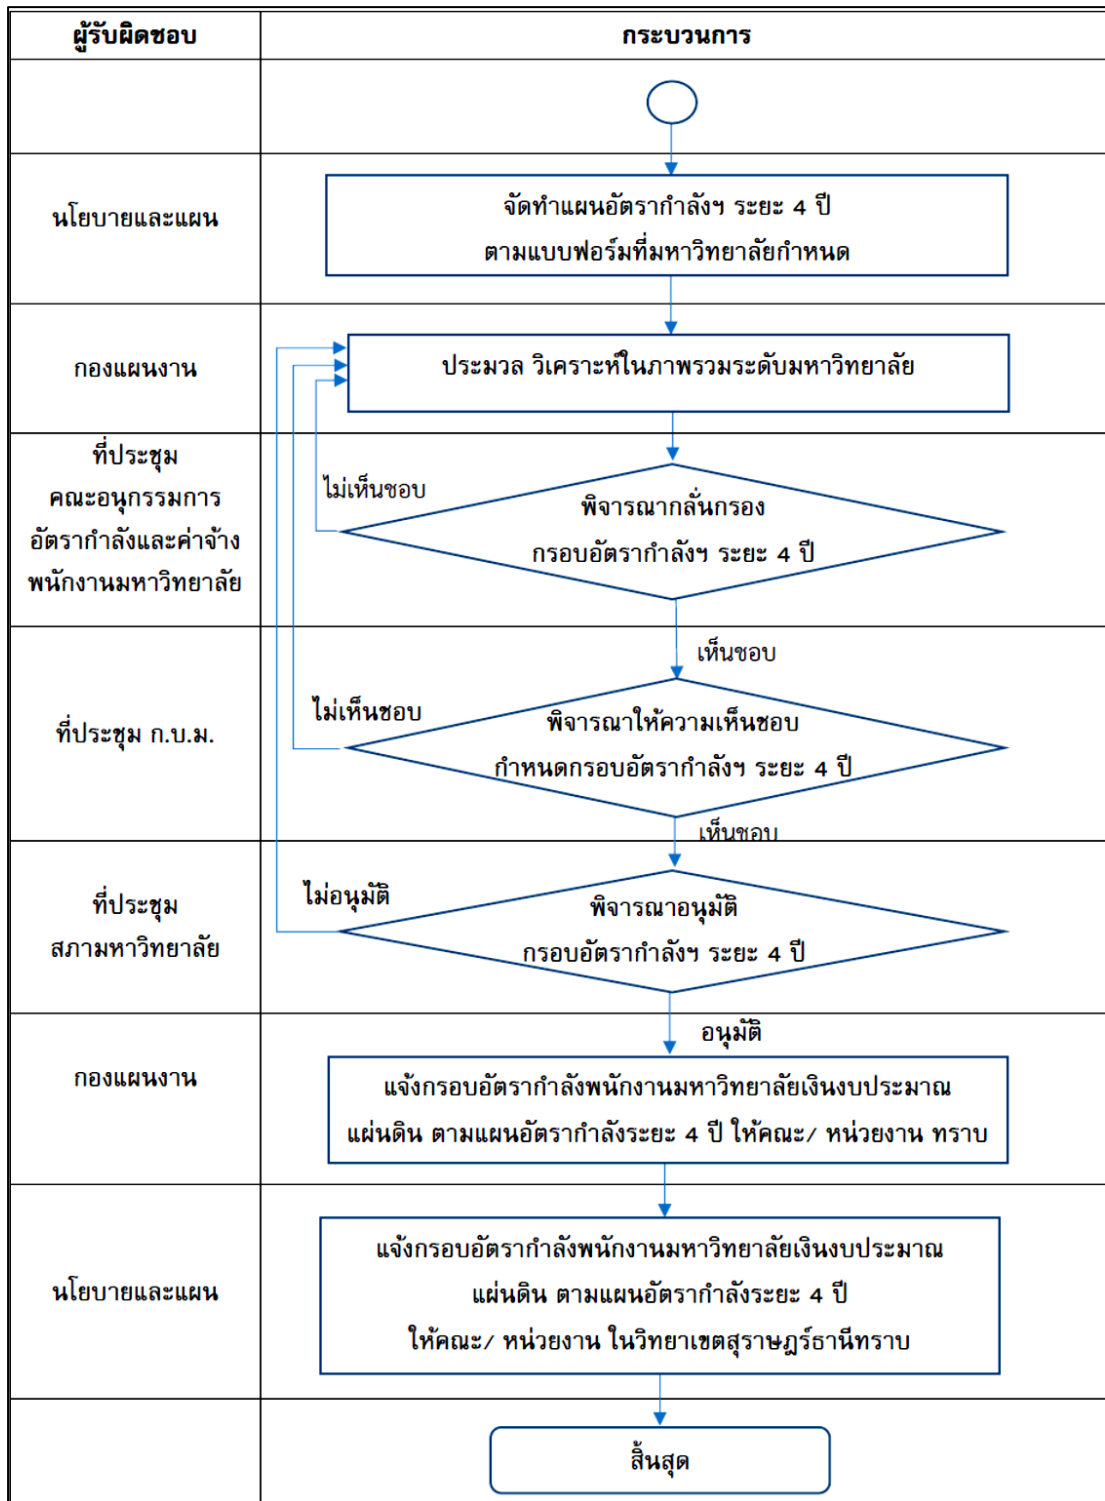 ผู้รับผิดชอบ
กระบวนการ
นโยบายและแผน
จัดทำแผนอัตรากำลังฯ ระยะ 4 ปี
ตามแบบฟอร์มที่มหาวิทยาลัยกำหนด
กองแผนงาน
ประมวล วิเคราะห์ในภาพรวมระดับมหาวิทยาลัย
ที่ประชุม
คณะอนุกรรมการ
อัตรากำลังและค่าจ้าง
พนักงานมหาวิทยาลัย
ไม่เห็นชอบ
พิจารณากลั่นกรอง
กรอบอัตรากำลังฯ ระยะ 4 ปี
เห็นชอบ
ที่ประชุม ก.บ.ม.
ไม่เห็นชอบ
พิจารณาให้ความเห็นชอบ
กำหนดกรอบอัตรากำลังฯ ระยะ 4 ปี
เห็นชอบ
ที่ประชุม
สภามหาวิทยาลัย
ไม่อนุมัติ
พิจารณาอนุมัติ
กรอบอัตรากำลังฯ ระยะ 4 ปี
อนุมัติ
กองแผนงาน
แจ้งกรอบอัตรากำลังพนักงานมหาวิทยาลัยเงินงบประมาณ
แผ่นดิน ตามแผนอัตรากำลังระยะ 4 ปี ให้คณะ/ หน่วยงาน ทราบ
นโยบายและแผน
แจ้งกรอบอัตรากำลังพนักงานมหาวิทยาลัยเงินงบประมาณ
แผ่นดิน ตามแผนอัตรากำลังระยะ 4 ปี
ให้คณะ/ หน่วยงาน ในวิทยาเขตสุราษฎร์ธานีทราบ
สิ้นสุด